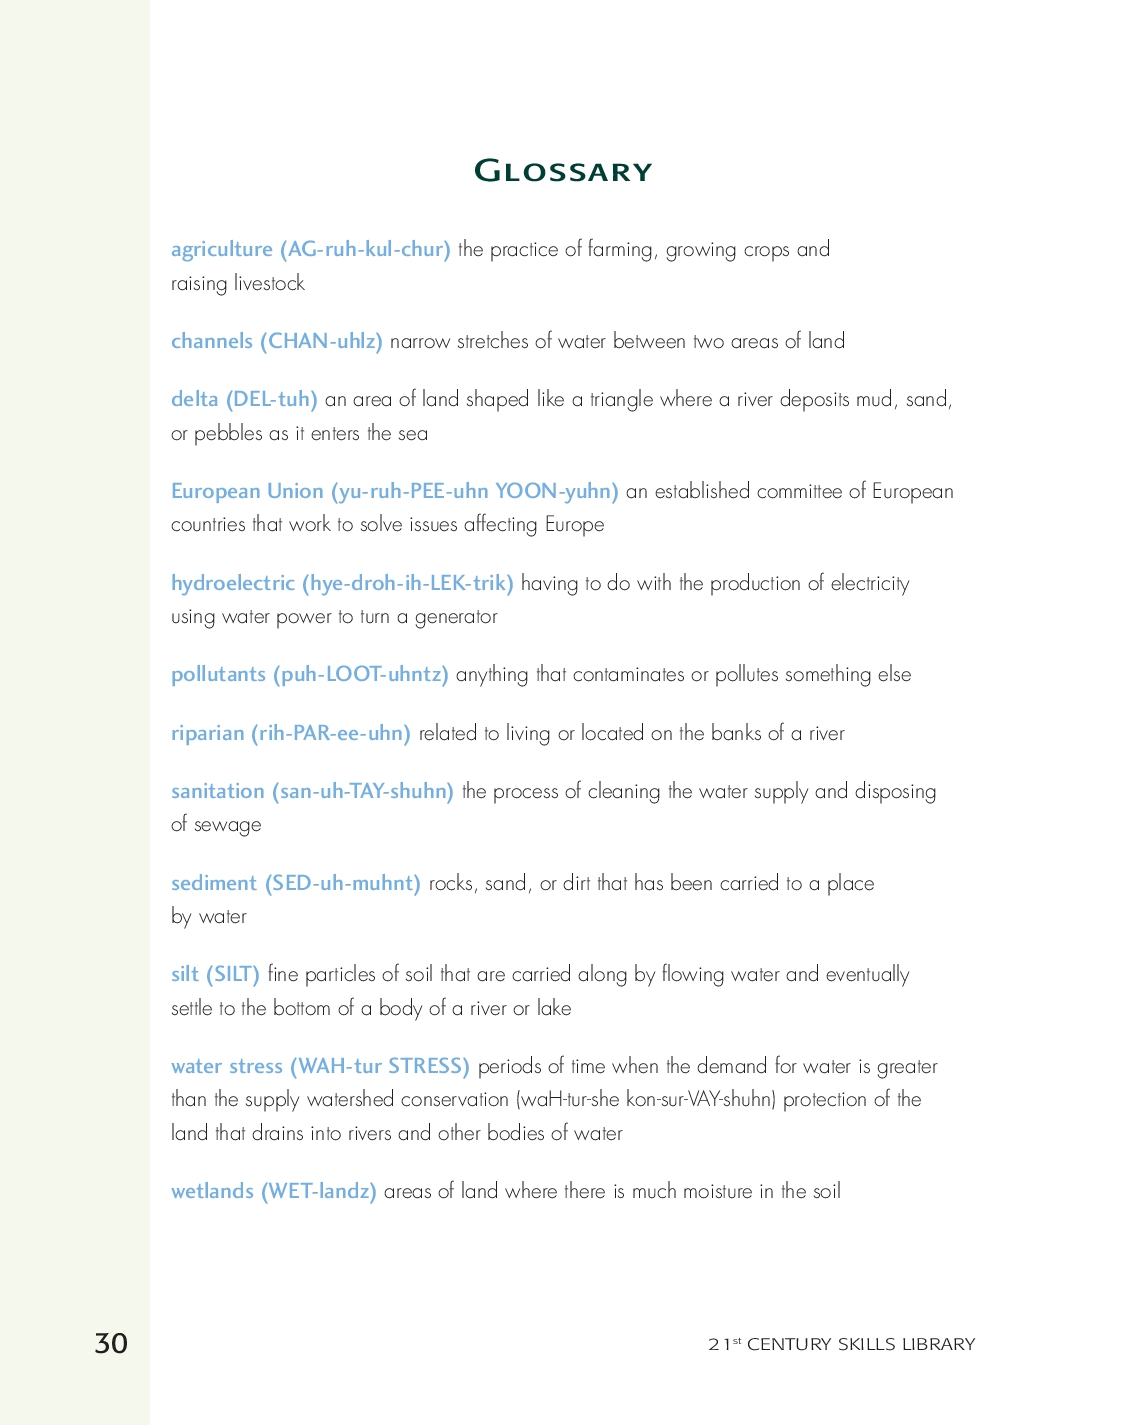 GLOSSARY
agriculture (AG-ruh-kul-chur) the practice of farming, growing crops and
raising livestock
channels (CHAN-uhlz) narrow stretches of water between two areas of land
delta (DEL-tuh) an area of land shaped like a triangle where a river deposits mud, sand,
or pebbles as it enters the sea
European Union (yu-ruh-PEE-uhn YOON-yuhn) an established committee of European
countries that work to solve issues affecting Europe
hydroelectric (hye-droh-ih-LEK-trik) having to do with the production of electricity
using water power to turn a generator
pollutants (puh-LOOT-uhntz) anything that contaminates or pollutes something else
riparian (rih-PAR-ee-uhn) related to living or located on the banks of a river
sanitation (san-uh-TAY-shuhn) the process of cleaning the water supply and disposing
of sewage
sediment (SED-uh-muhnt) rocks, sand, or dirt that has been carried to a place
by water
silt (SILT) fine particles of soil that are carried along by flowing water and eventually
settle to the bottom of a body of a river or lake
water stress (WAH-tur STRESS) periods of time when the demand for water is greater
than the supply watershed conservation (waH-tur-she kon-sur-VAY-shuhn) protection of the
land that drains into rivers and other bodies of water
wetlands (WET-landz) areas of land where there is much moisture in the soil
30
21st CENTURY SKILLS LIBRARY